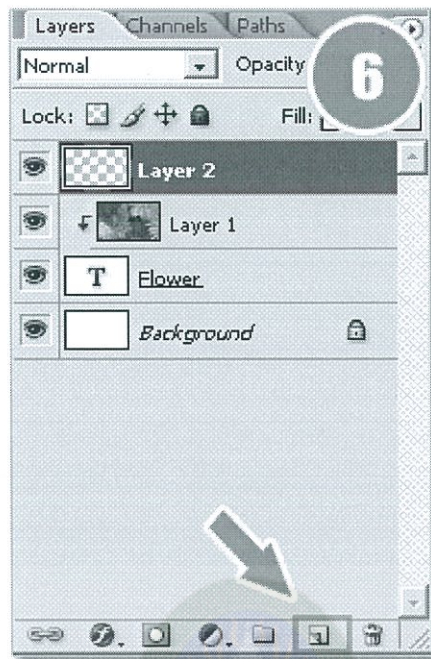 Layers Channels Paths
Normal Opacity
6
Lock: Fill:
Layer 2
Layer 1
T Flower
Background